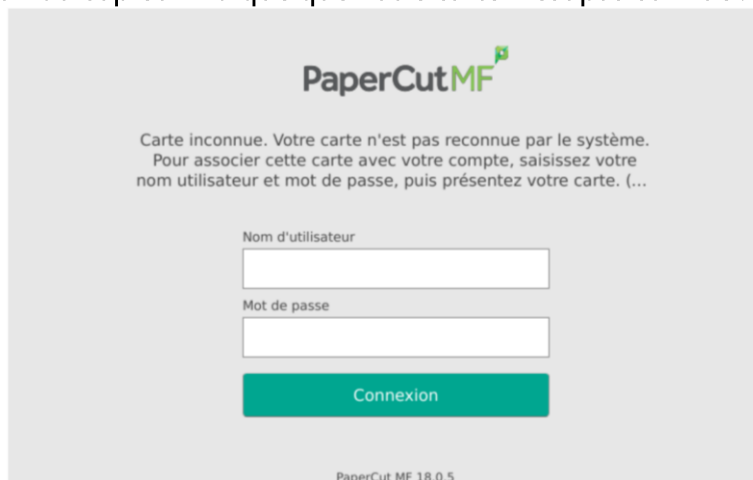 PaperCutMF
Carte inconnue. Votre carte n'est pas reconnue par le système.
Pour associer cette carte avec votre compte, saisissez votre
nom utilisateur et mot de passe, puis présentez votre carte. (...
Nom d'utilisateur
Mot de passe
Connexion
PaperCut MF 18.0.5